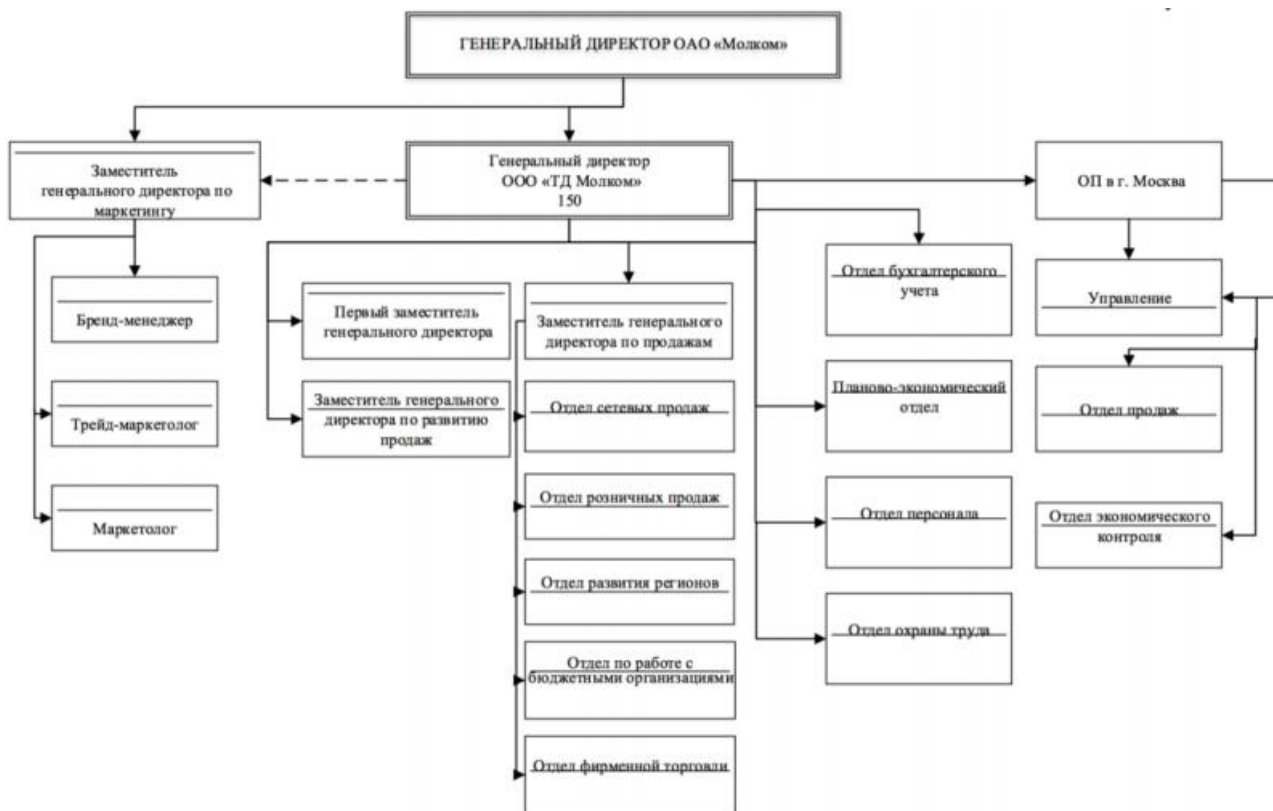 ГЕНЕРАЛЬНЫЙ ДИРЕКТОР ОАО «Молком»
Заместитель
генерального директора по
маркетингу
Генеральный директор
ООО «ТД Молком»
150
ОП в г. Москва
Бренд-менеджер
Трейд-маркетолог
Маркетолог
Первый заместитель
генерального директора
Заместитель генерального
директора по развитию
продаж
Заместитель генерального
директора по продажам
Отдел сетевых продаж
Отдел розничных продаж
Отдел развития регионов
Отдел по работе с
бюджетными организациями
Отдел фирменной торговли
Отдел бухгалтерского
учета
Планово-экономический
отдел
Отдел персонала
Отдел охраны труда
Управление
Отдел продаж
Отдел экономического
контроля